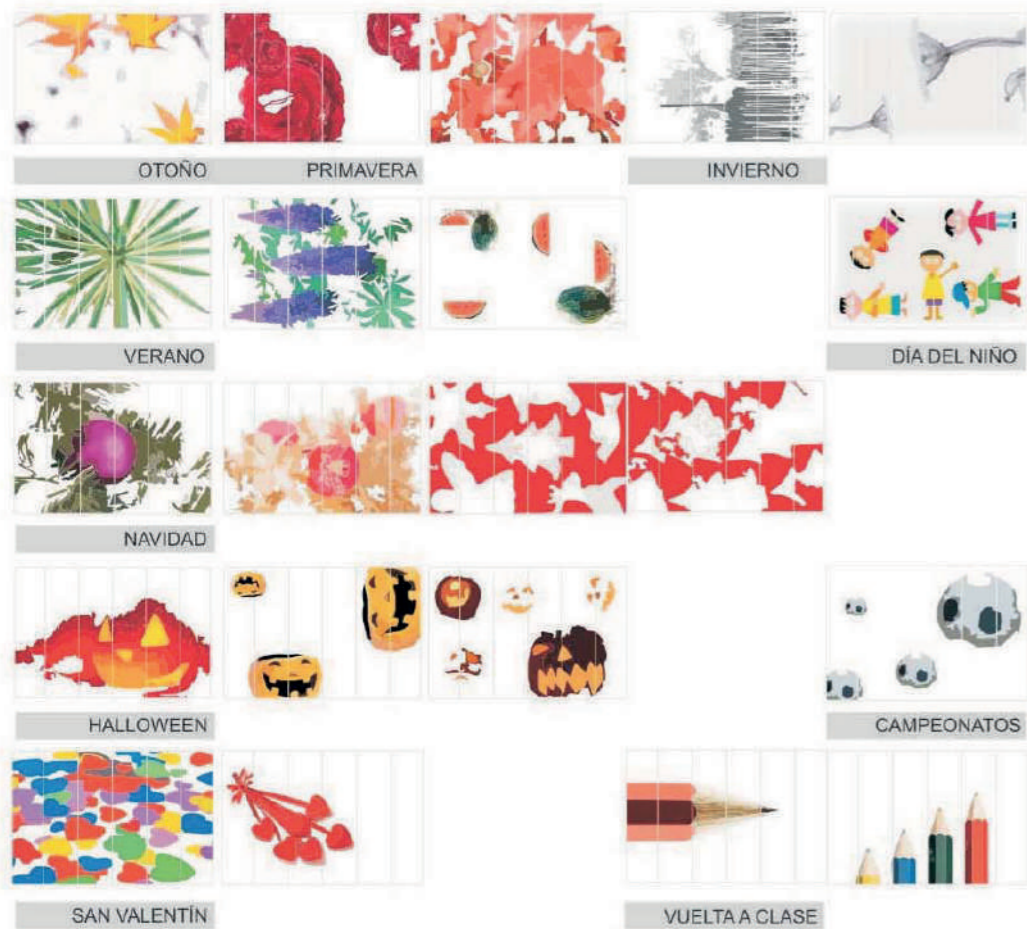 OTOÑO
PRIMAVERA
INVIERNO
VERANO
DÍA DEL NIÑO
NAVIDAD
HALLOWEEN
CAMPEONATOS
SAN VALENTÍN
VUELTA A CLASE